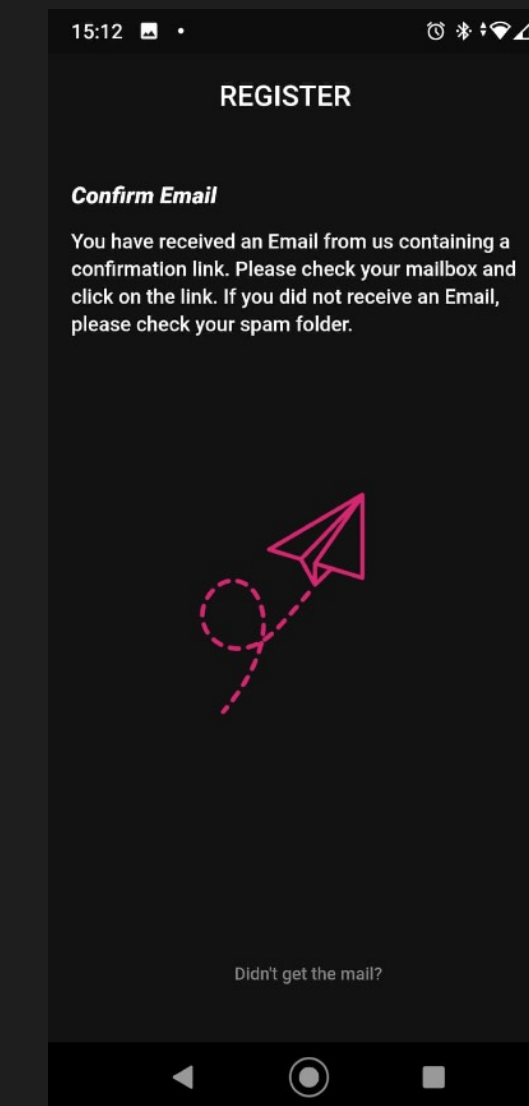 15:12
REGISTER
Confirm Email
You have received an Email from us containing a
confirmation link. Please check your mailbox and
click on the link. If you did not receive an Email,
please check your spam folder.
Didn't get the mail?